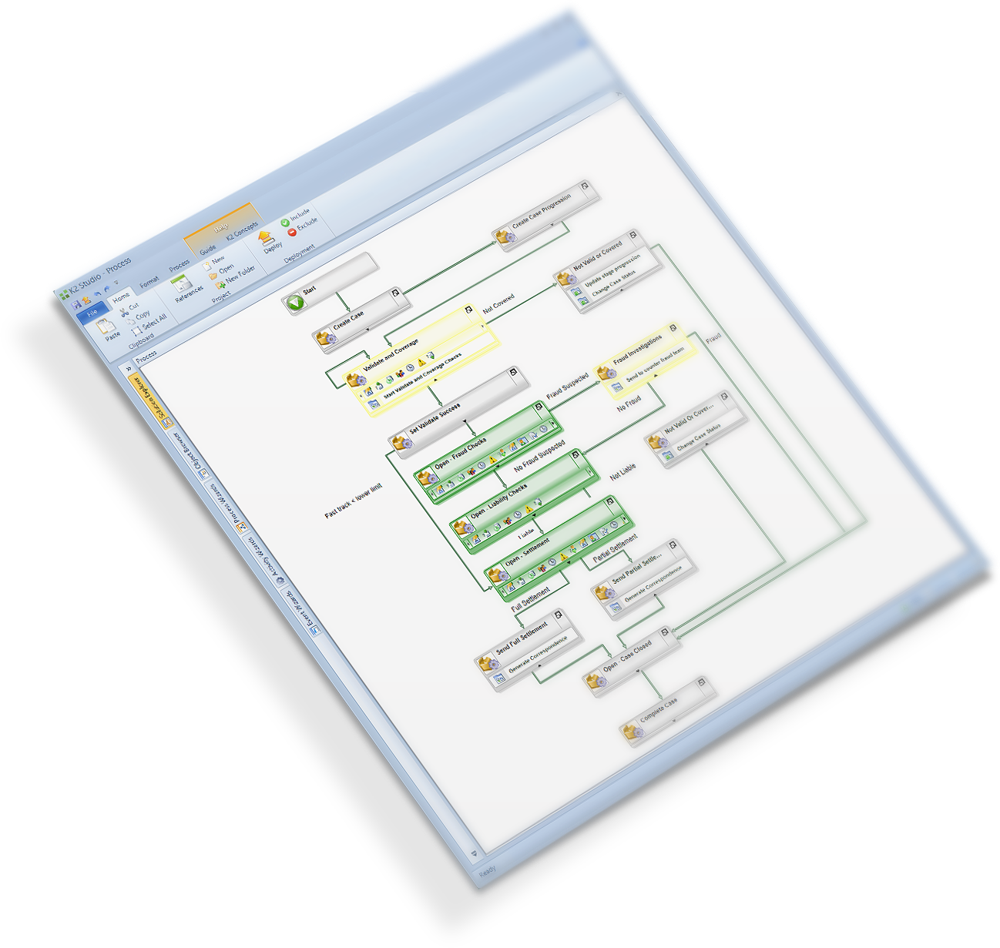 K2 Studio - Process
File
Home
Format
Process
Help
Guide
K2 Concepts
Paste
Cut
Copy
Select All
Clipboard
References
New
Open
New Folder
Project
Deploy
Include
Exclude
Deployment
Process
Solution Explorer
Object Browser
Process Wizards
Activity Wizards
Event Wizards
Start
Create Case
Create Case Progression
Validate and Coverage
Start Validate and Coverage Checks
Not Covered
Not Valid or Covered
Update stage progression
Change Case Status
Set Validate Success
Fraud Suspected
Fraud Investigations
Send to counter fraud team
Fraud
No Fraud
Open - Fraud Checks
No Fraud Suspected
Not Valid Or Cover...
Change Case Status
Open - Liability Checks
Not Liable
Liable
Fast track < lower limit
Open - Settlement
Partial Settlement
Full Settlement
Send Partial Settle...
Generate Correspondence
Send Full Settlement
Generate Correspondence
Open - Case Closed
Complete Case
Ready